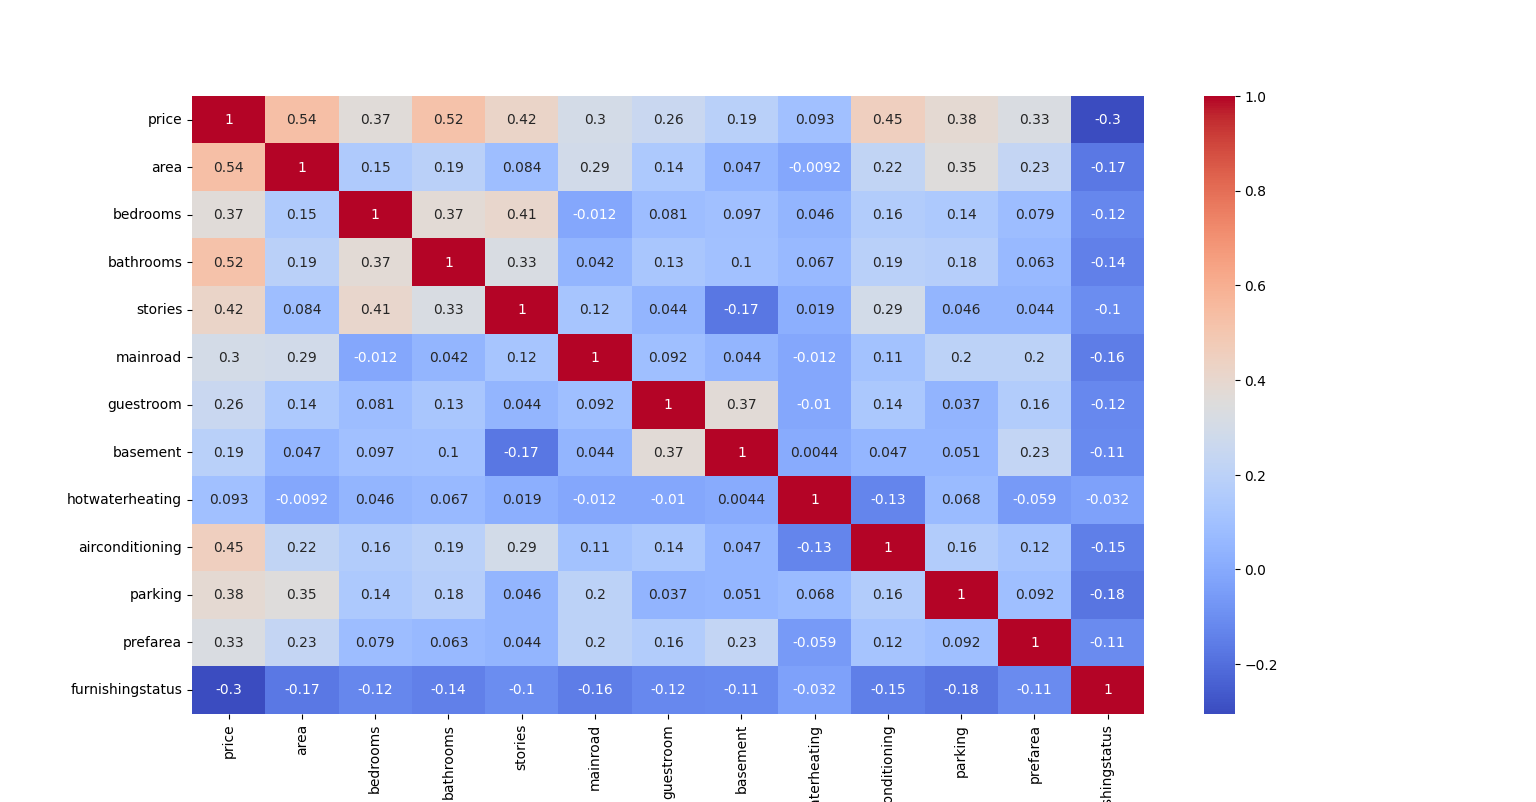 price 1 0.54 0.37 0.52 0.42 0.3 0.26 0.19 0.093 0.45 0.38 0.33 -0.3
area 0.54 1 0.15 0.19 0.084 0.29 0.14 0.047 -0.0092 0.22 0.35 0.23 -0.17
bedrooms 0.37 0.15 1 0.37 0.41 -0.012 0.081 0.097 0.046 0.16 0.14 0.079 -0.12
bathrooms 0.52 0.19 0.37 1 0.33 0.042 0.13 0.1 0.067 0.19 0.18 0.063 -0.14
stories 0.42 0.084 0.41 0.33 1 0.12 0.044 -0.17 0.019 0.29 0.046 0.044 -0.1
mainroad 0.3 0.29 -0.012 0.042 0.12 1 0.092 0.044 -0.012 0.11 0.2 0.2 -0.16
guestroom 0.26 0.14 0.081 0.13 0.044 0.092 1 0.37 -0.01 0.14 0.037 0.16 -0.12
basement 0.19 0.047 0.097 0.1 -0.17 0.044 0.37 1 0.0044 0.047 0.051 0.23 -0.11
hotwaterheating 0.093 -0.0092 0.046 0.067 0.019 -0.012 -0.01 0.0044 1 -0.13 0.068 -0.059 -0.032
airconditioning 0.45 0.22 0.16 0.19 0.29 0.11 0.14 0.047 -0.13 1 0.16 0.12 -0.15
parking 0.38 0.35 0.14 0.18 0.046 0.2 0.037 0.051 0.068 0.16 1 0.092 -0.18
prefarea 0.33 0.23 0.079 0.063 0.044 0.2 0.16 0.23 -0.059 0.12 0.092 1 -0.11
furnishingstatus -0.3 -0.17 -0.12 -0.14 -0.1 -0.16 -0.12 -0.11 -0.032 -0.15 -0.18 -0.11 1
price
area
bedrooms
bathrooms
stories
mainroad
guestroom
basement
aterheating
onditioning
parking
prefarea
shingstatus
1.0
0.8
0.6
0.4
0.2
0.0
−0.2